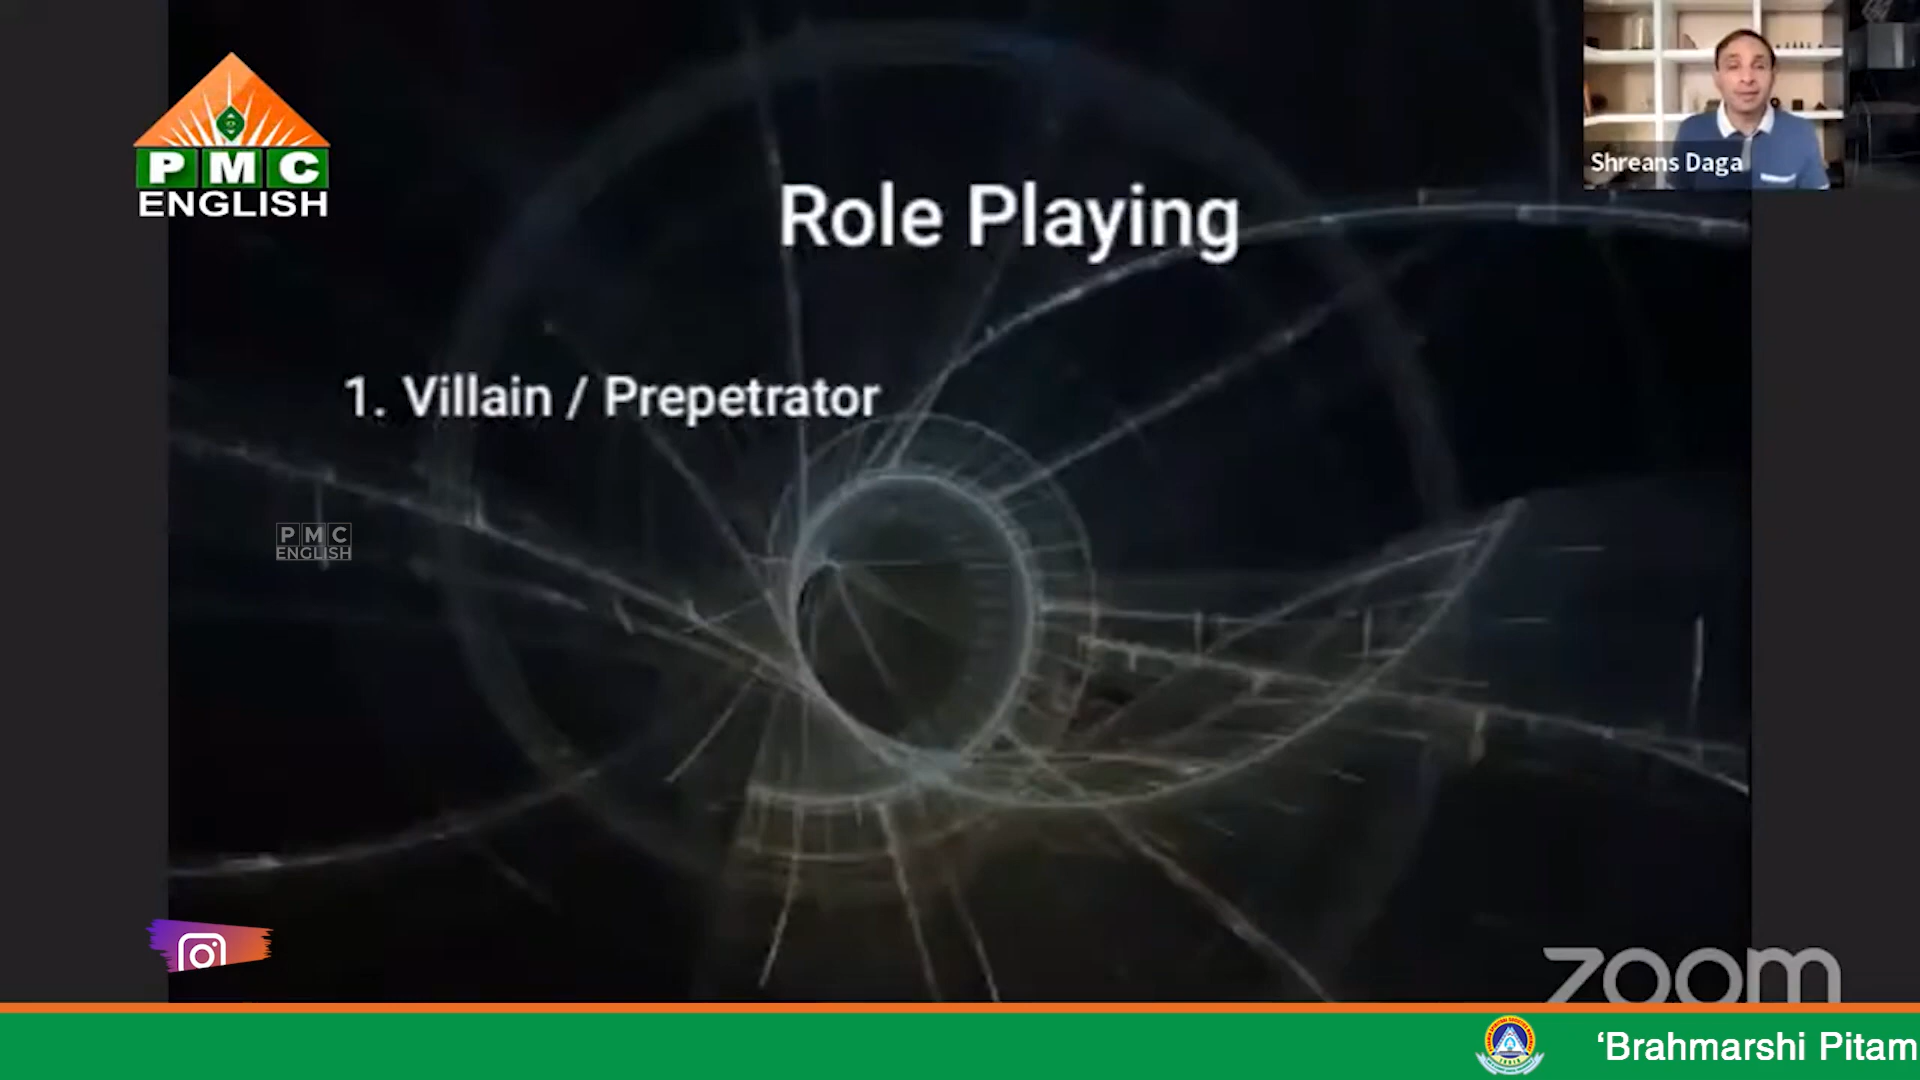 PMC
ENGLISH
Shreans Daga
Role Playing
1. Villain / Prepetrator
PMC
ENGLISH
zoom
‘Brahmarshi Pitam